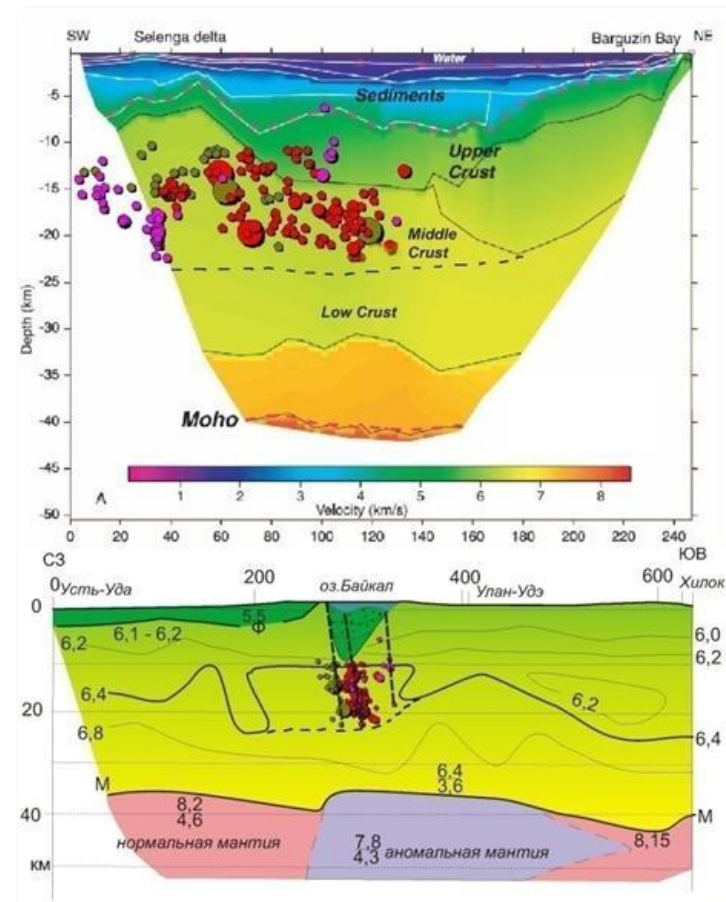 SW Selenga delta Barguzin Bay NE
Water
-5
Sediments
-10
Upper
Crust
-15
-20
Middle
Crust
-25
Low Crust
-30
Depth (km)
-35
-40
Moho
-45
A
1 2 3 4 5 6 7 8
Velocity (km/s)
-50
0 20 40 60 80 100 120 140 160 180 200 220 240
СЗ ЮВ
0 200 400 600
Усть-Уда оз.Байкал Улан-Удэ Хилок
0
5,5
Ф
6,1 - 6,2
6,0
6,2
6,2
6,4
6,2
20
6,8
6,4
6,4
3,6
М
8,2
4,6
40
М
8,15
нормальная мантия
7,8
4,3
аномальная мантия
км